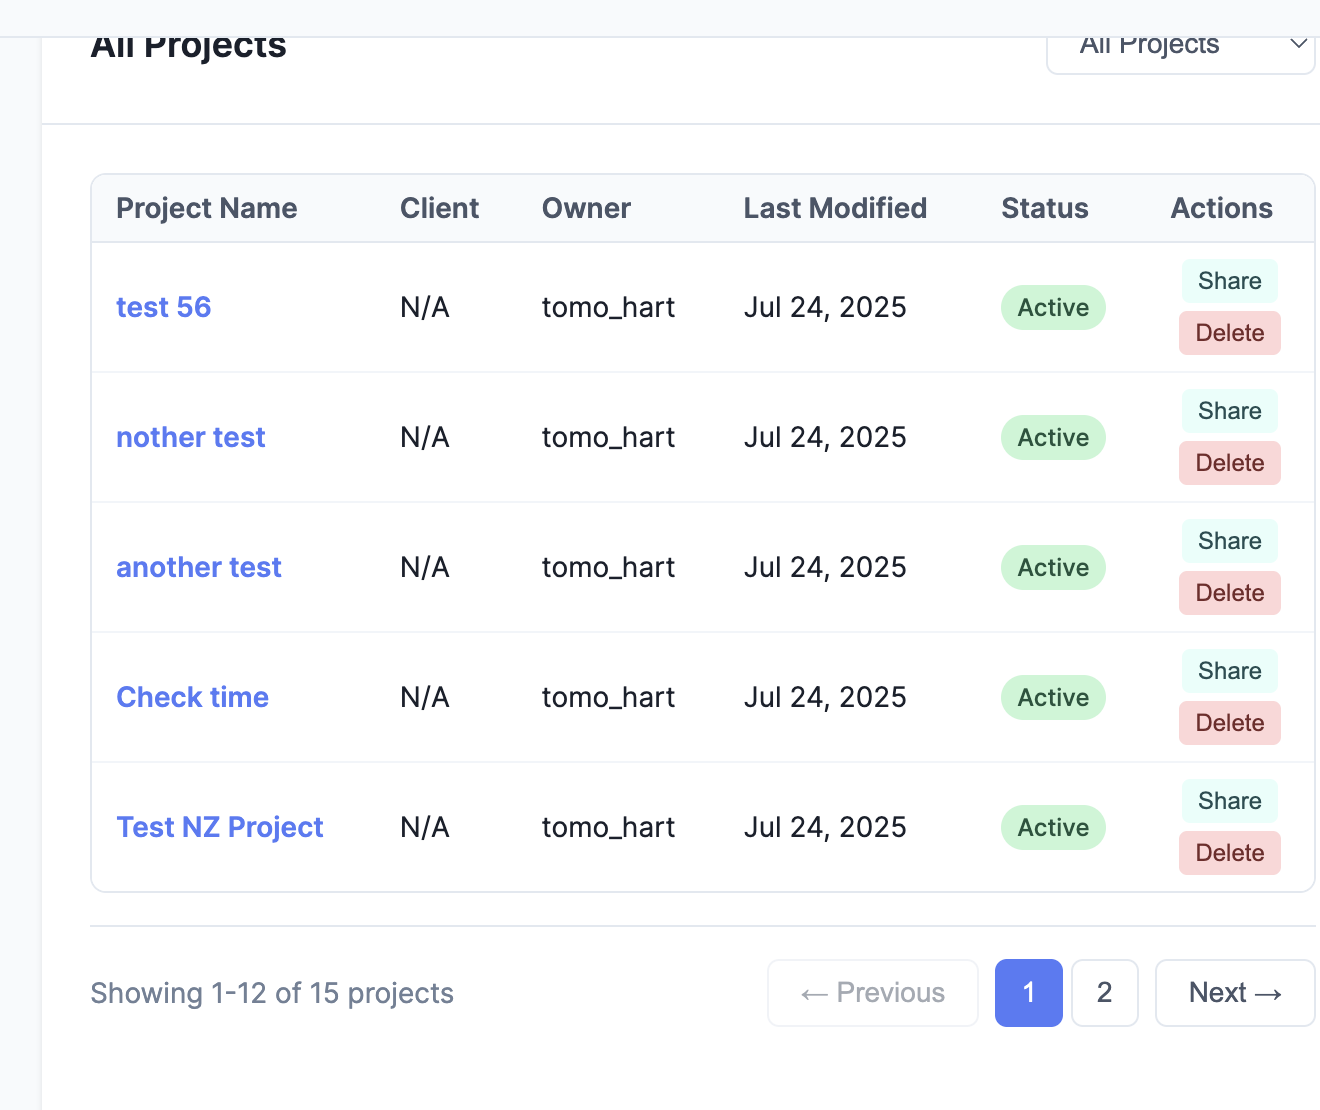 All Projects
All Projects
Project Name Client Owner Last Modified Status Actions
test 56 N/A tomo_hart Jul 24, 2025 Active Share
Delete
nother test N/A tomo_hart Jul 24, 2025 Active Share
Delete
another test N/A tomo_hart Jul 24, 2025 Active Share
Delete
Check time N/A tomo_hart Jul 24, 2025 Active Share
Delete
Test NZ Project N/A tomo_hart Jul 24, 2025 Active Share
Delete
Showing 1-12 of 15 projects ← Previous 1 2 Next →